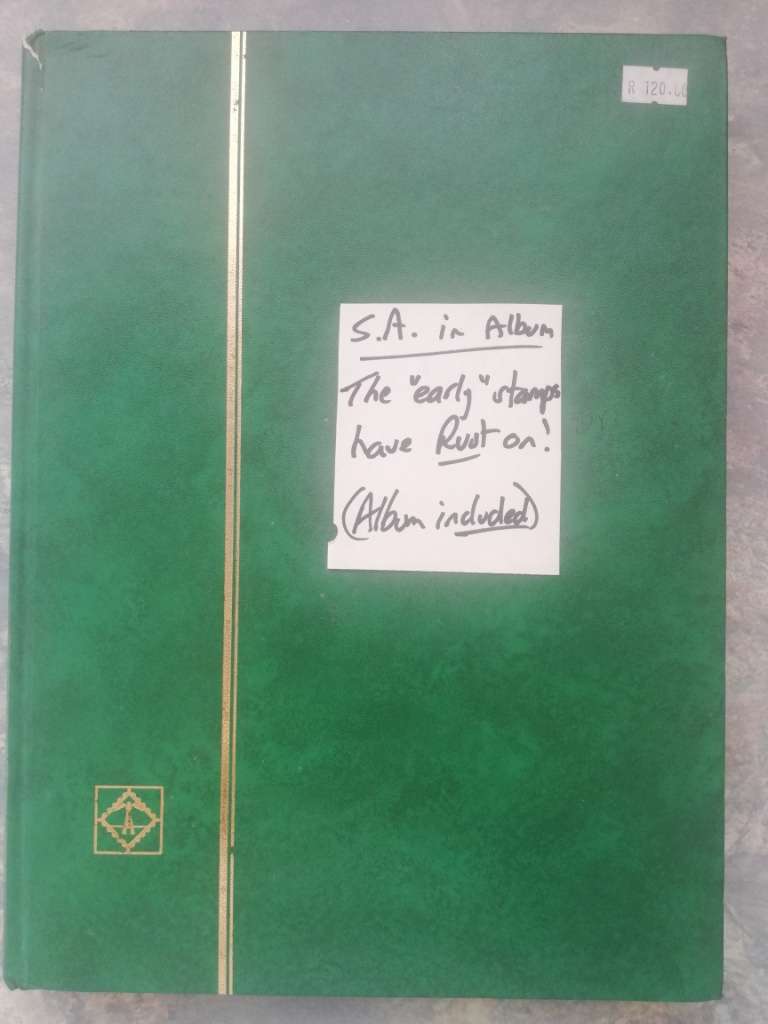 R 120.00
S.A. in Album
The "early" stamps
have Rust on!
(Album included)